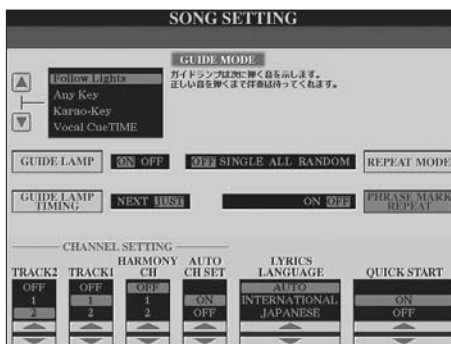 SONG SETTING
GUIDE MODE
Follow Lights
Any Key
Karao-Key
Vocal CueTIME
ガイドランプは次に弾く音を示します。
正しい音を弾くまで伴奏は待ってくれます。
GUIDE LAMP ON OFF OFF SINGLE ALL RANDOM REPEAT MODE
GUIDE LAMP TIMING NEXT JUST ON OFF PHRASE MARK REPEAT
CHANNEL SETTING
TRACK2 TRACK1 HARMONY CH AUTO CH SET LYRICS LANGUAGE QUICK START
OFF OFF OFF AUTO
1 1 1 ON INTERNATIONAL ON
2 2 2 OFF JAPANESE OFF